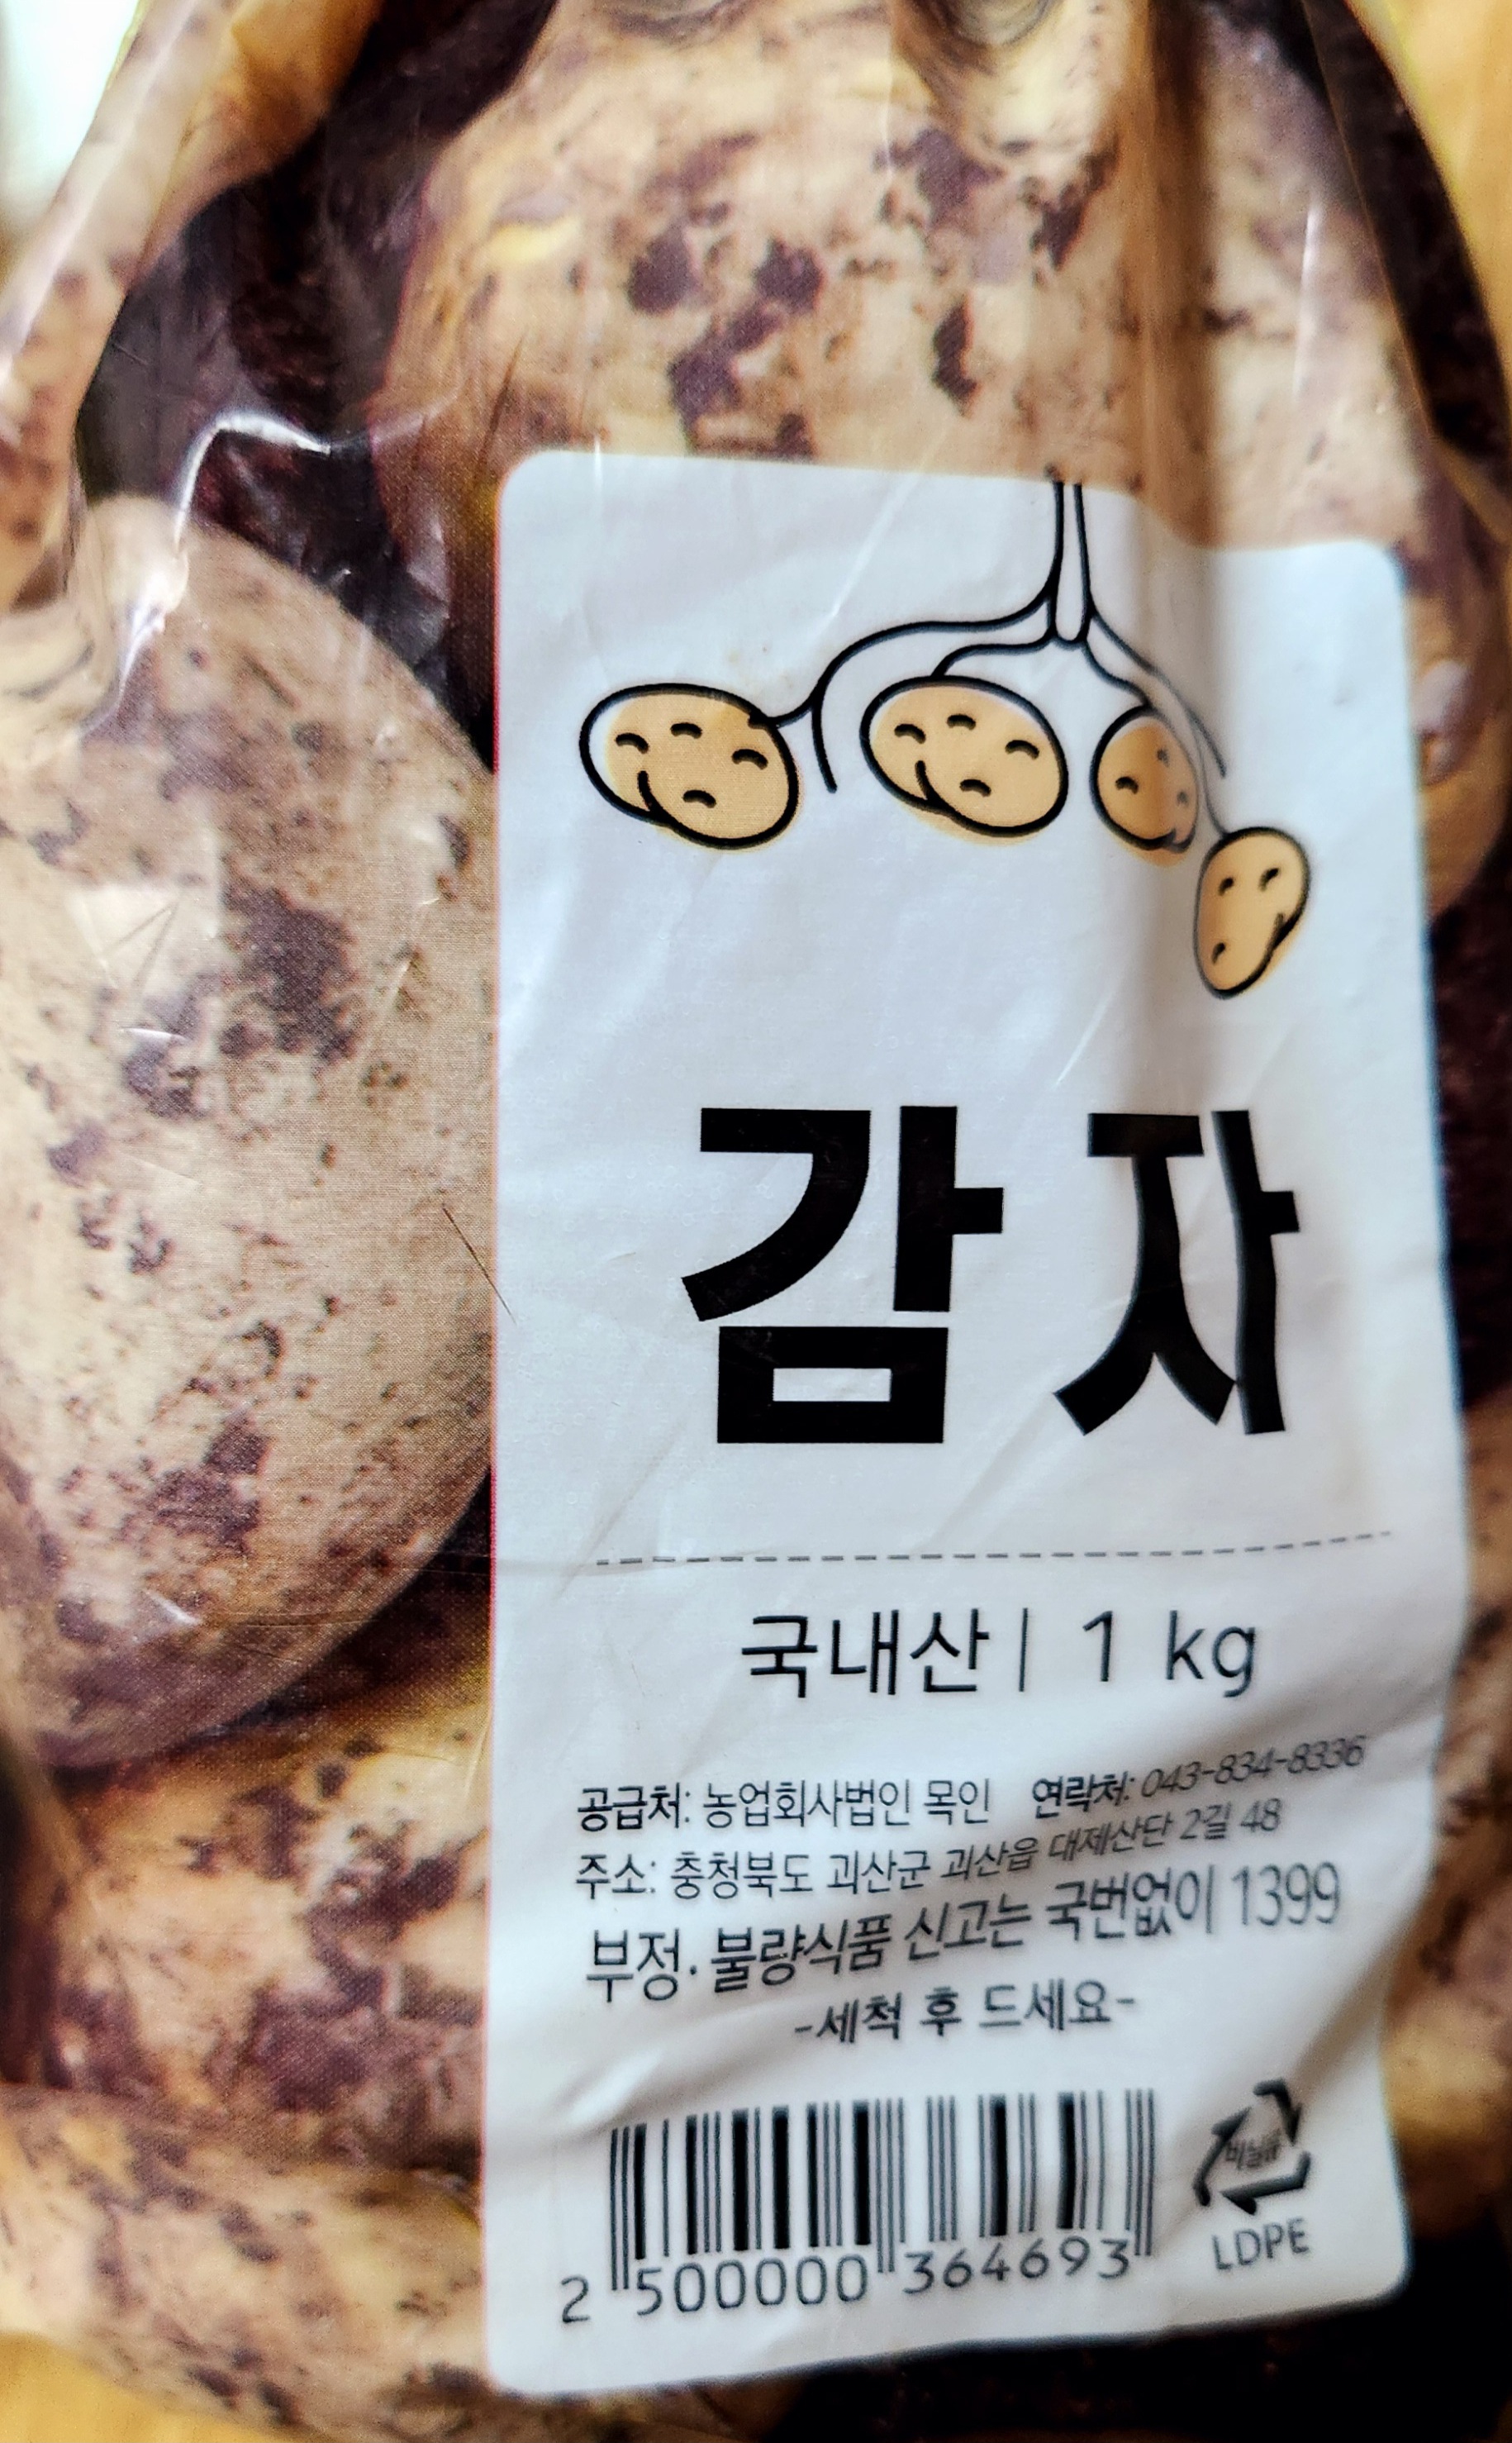 감자
국내산 | 1 kg
공급처: 농업회사법인 목인 연락처: 043-834-8336
주소: 충청북도 괴산군 괴산읍 대제산단 2길 48
부정·불량식품 신고는 국번없이 1399
-세척 후 드세요-
비닐류
LDPE
2 500000 364693